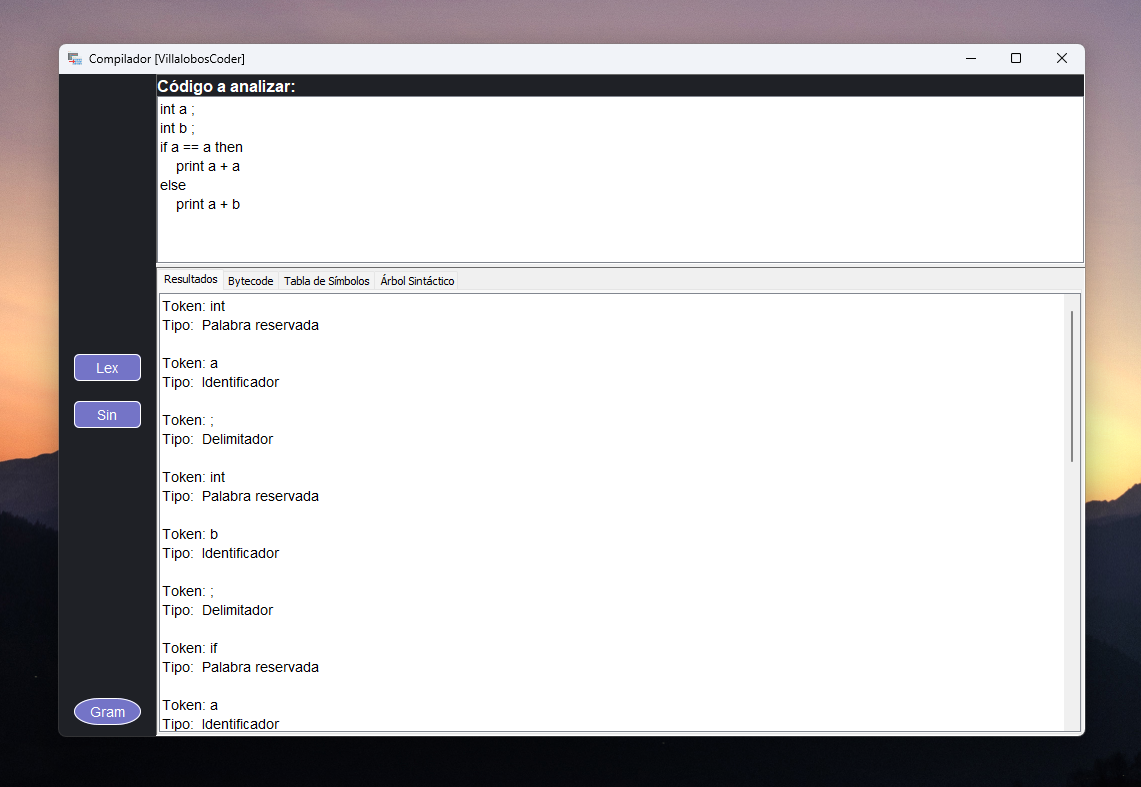 Compilador [VillalobosCoder]
Código a analizar:
int a ;
int b ;
if a == a then
    print a + a
else
    print a + b
Resultados Bytecode Tabla de Símbolos Árbol Sintáctico
Token: int
Tipo:  Palabra reservada
Token: a
Tipo:  Identificador
Token: ;
Tipo:  Delimitador
Token: int
Tipo:  Palabra reservada
Token: b
Tipo:  Identificador
Token: ;
Tipo:  Delimitador
Token: if
Tipo:  Palabra reservada
Token: a
Tipo:  Identificador
Lex
Sin
Gram